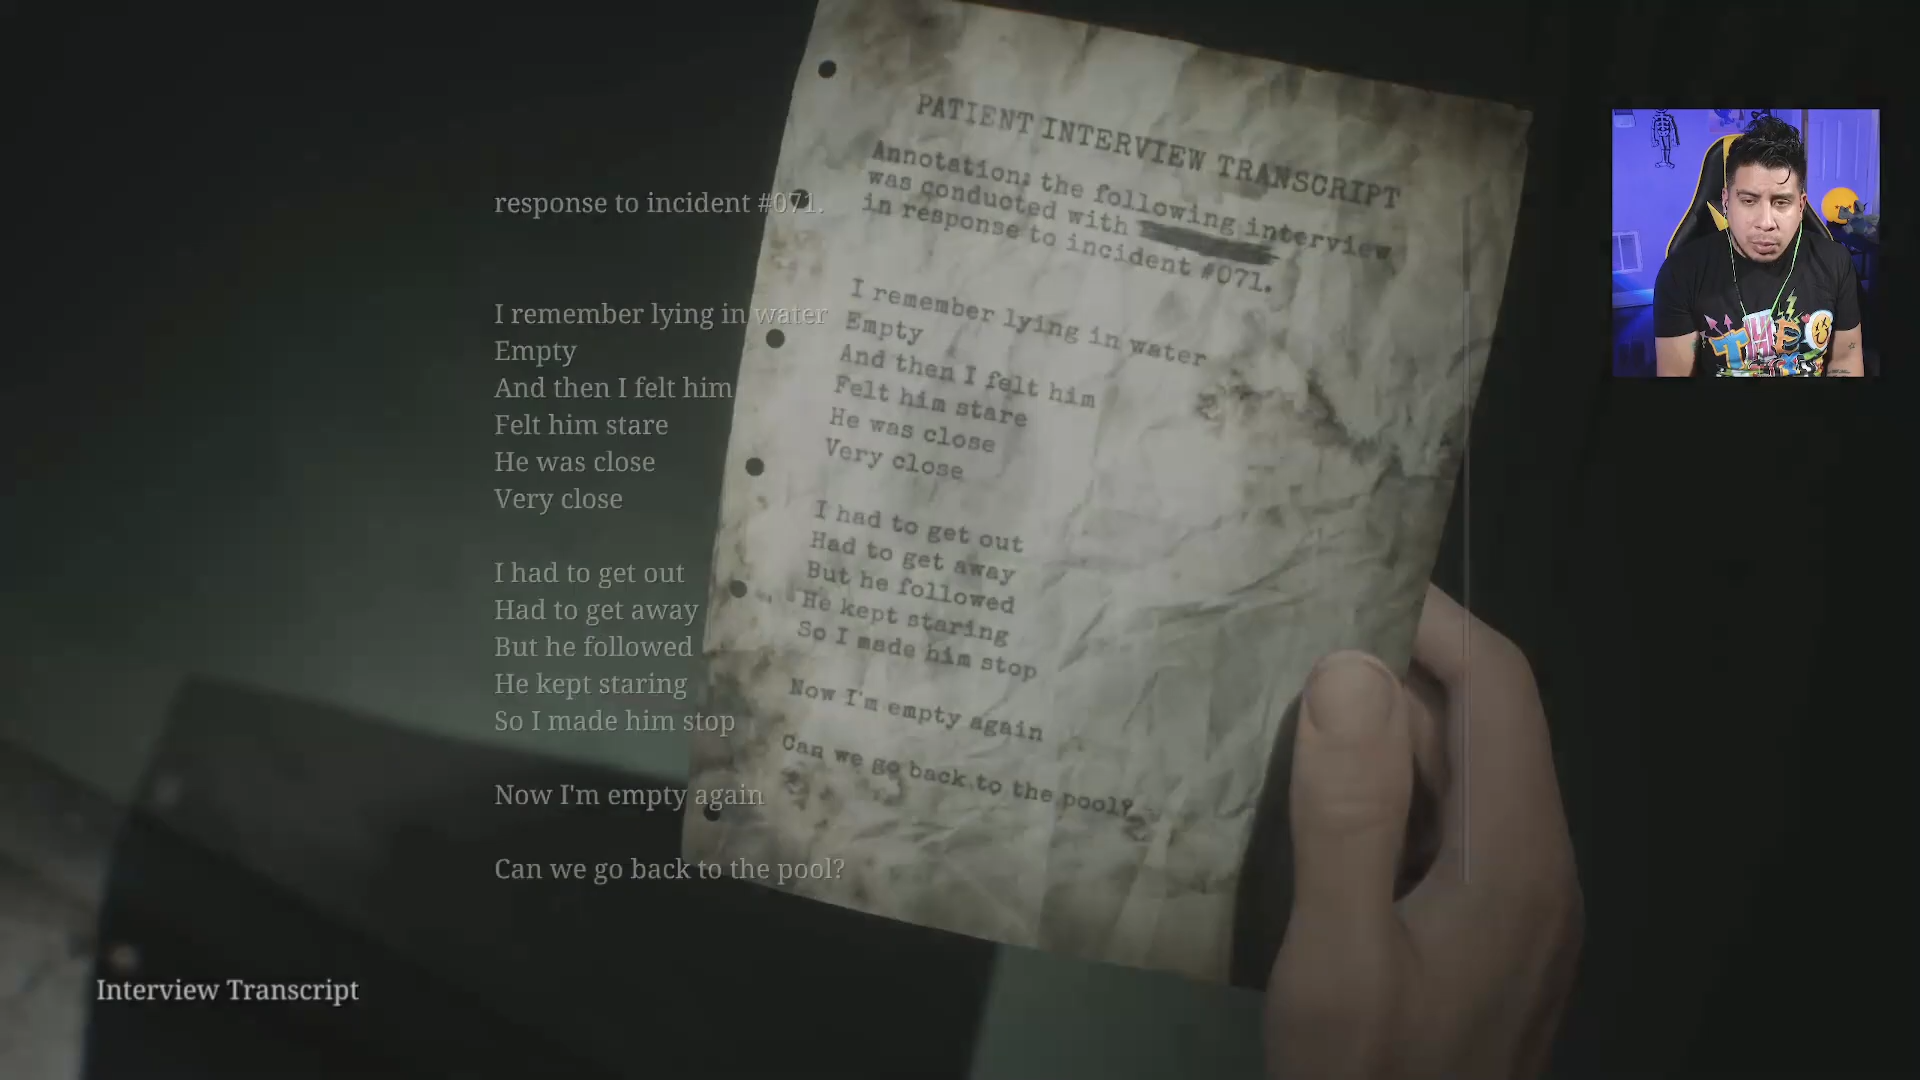 response to incident #071.
I remember lying in water
Empty
And then I felt him
Felt him stare
He was close
Very close
I had to get out
Had to get away
But he followed
He kept staring
So I made him stop
Now I'm empty again
Can we go back to the pool?
PATIENT INTERVIEW TRANSCRIPT
Annotation: the following interview
was conducted with
in response to incident #071.
I remember lying in water
Empty
And then I felt him
Felt him stare
He was close
Very close
I had to get out
Had to get away
But he followed
He kept staring
So I made him stop
Now I'm empty again
Can we go back to the pool?
Interview Transcript
THE